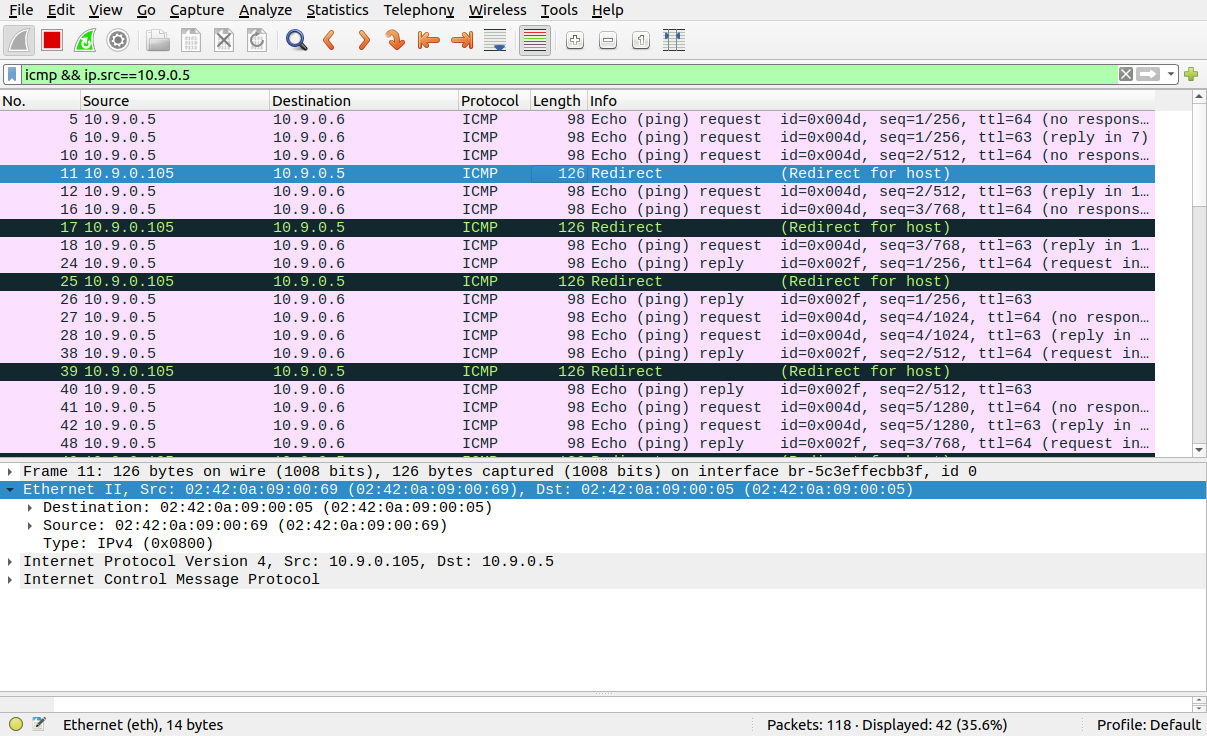 File Edit View Go Capture Analyze Statistics Telephony Wireless Tools Help
icmp && ip.src==10.9.0.5
No. Source Destination Protocol Length Info
5 10.9.0.5 10.9.0.6 ICMP 98 Echo (ping) request id=0x004d, seq=1/256, ttl=64 (no respons…
6 10.9.0.5 10.9.0.6 ICMP 98 Echo (ping) request id=0x004d, seq=1/256, ttl=63 (reply in 7)
10 10.9.0.5 10.9.0.6 ICMP 98 Echo (ping) request id=0x004d, seq=2/512, ttl=64 (no respons…
11 10.9.0.105 10.9.0.5 ICMP 126 Redirect (Redirect for host)
12 10.9.0.5 10.9.0.6 ICMP 98 Echo (ping) request id=0x004d, seq=2/512, ttl=63 (reply in 1…
16 10.9.0.5 10.9.0.6 ICMP 98 Echo (ping) request id=0x004d, seq=3/768, ttl=64 (no respons…
17 10.9.0.105 10.9.0.5 ICMP 126 Redirect (Redirect for host)
18 10.9.0.5 10.9.0.6 ICMP 98 Echo (ping) request id=0x004d, seq=3/768, ttl=63 (reply in 1…
24 10.9.0.5 10.9.0.6 ICMP 98 Echo (ping) reply id=0x002f, seq=1/256, ttl=64 (request in…
25 10.9.0.105 10.9.0.5 ICMP 126 Redirect (Redirect for host)
26 10.9.0.5 10.9.0.6 ICMP 98 Echo (ping) reply id=0x002f, seq=1/256, ttl=63
27 10.9.0.5 10.9.0.6 ICMP 98 Echo (ping) request id=0x004d, seq=4/1024, ttl=64 (no respon…
28 10.9.0.5 10.9.0.6 ICMP 98 Echo (ping) request id=0x004d, seq=4/1024, ttl=63 (reply in …
38 10.9.0.5 10.9.0.6 ICMP 98 Echo (ping) reply id=0x002f, seq=2/512, ttl=64 (request in…
39 10.9.0.105 10.9.0.5 ICMP 126 Redirect (Redirect for host)
40 10.9.0.5 10.9.0.6 ICMP 98 Echo (ping) reply id=0x002f, seq=2/512, ttl=63
41 10.9.0.5 10.9.0.6 ICMP 98 Echo (ping) request id=0x004d, seq=5/1280, ttl=64 (no respon…
42 10.9.0.5 10.9.0.6 ICMP 98 Echo (ping) request id=0x004d, seq=5/1280, ttl=63 (reply in …
48 10.9.0.5 10.9.0.6 ICMP 98 Echo (ping) reply id=0x002f, seq=3/768, ttl=64 (request in…
Frame 11: 126 bytes on wire (1008 bits), 126 bytes captured (1008 bits) on interface br-5c3effecbb3f, id 0
Ethernet II, Src: 02:42:0a:09:00:69 (02:42:0a:09:00:69), Dst: 02:42:0a:09:00:05 (02:42:0a:09:00:05)
Destination: 02:42:0a:09:00:05 (02:42:0a:09:00:05)
Source: 02:42:0a:09:00:69 (02:42:0a:09:00:69)
Type: IPv4 (0x0800)
Internet Protocol Version 4, Src: 10.9.0.105, Dst: 10.9.0.5
Internet Control Message Protocol
Ethernet (eth), 14 bytes Packets: 118 · Displayed: 42 (35.6%) Profile: Default